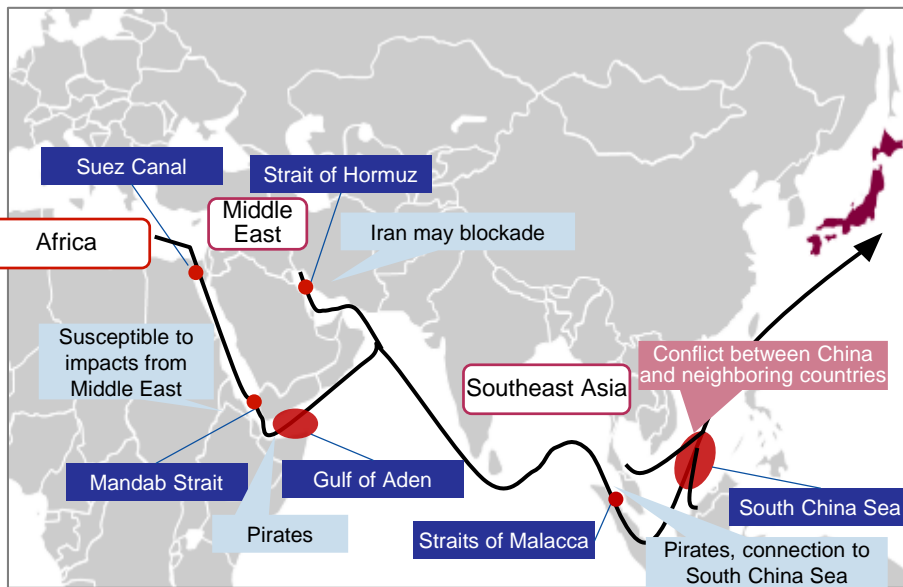 Suez Canal
Strait of Hormuz
Middle
East
Africa
Iran may blockade
Susceptible to
impacts from
Middle East
Conflict between China
and neighboring countries
Southeast Asia
Mandab Strait
Gulf of Aden
South China Sea
Pirates
Straits of Malacca
Pirates, connection to
South China Sea